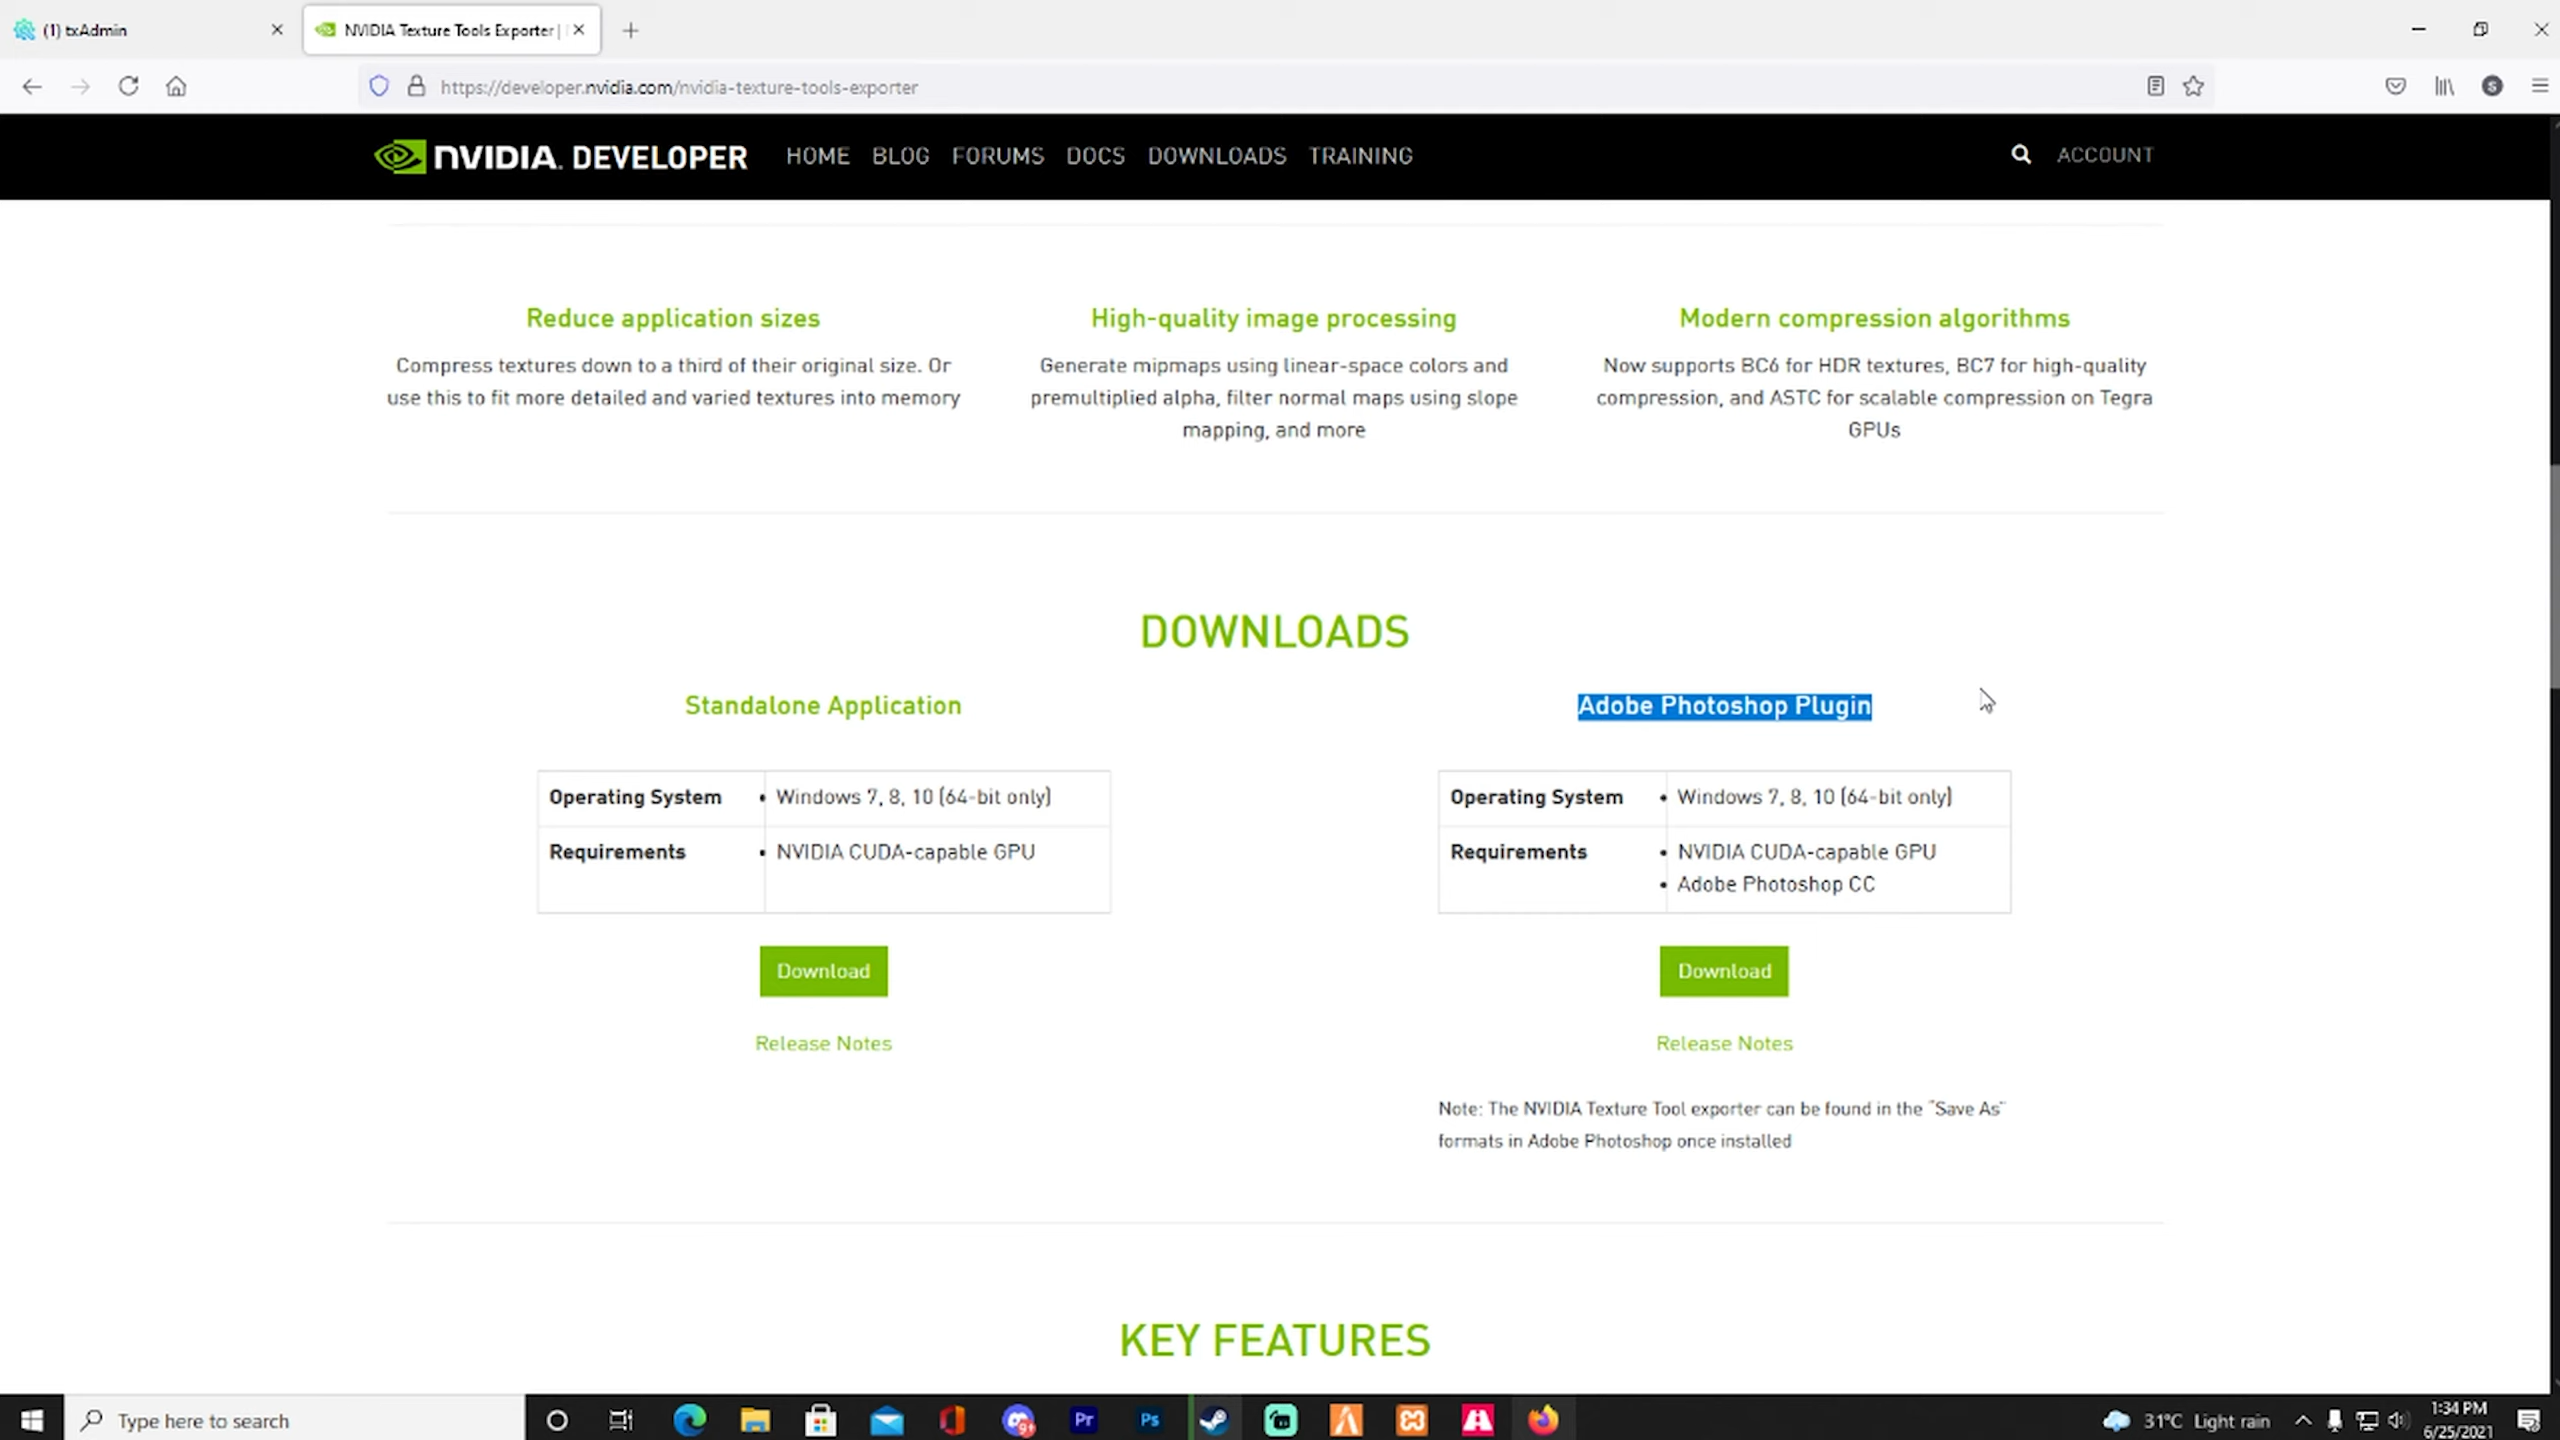 (1) txAdmin
NVIDIA Texture Tools Exporter |
https://developer.nvidia.com/nvidia-texture-tools-exporter
NVIDIA. DEVELOPER HOME BLOG FORUMS DOCS DOWNLOADS TRAINING ACCOUNT
Reduce application sizes
Compress textures down to a third of their original size. Or
use this to fit more detailed and varied textures into memory
High-quality image processing
Generate mipmaps using linear-space colors and
premultiplied alpha, filter normal maps using slope
mapping, and more
Modern compression algorithms
Now supports BC6 for HDR textures, BC7 for high-quality
compression, and ASTC for scalable compression on Tegra
GPUs
DOWNLOADS
Standalone Application
Operating System • Windows 7, 8, 10 (64-bit only)
Requirements • NVIDIA CUDA-capable GPU
Download
Release Notes
Adobe Photoshop Plugin
Operating System • Windows 7, 8, 10 (64-bit only)
Requirements • NVIDIA CUDA-capable GPU
• Adobe Photoshop CC
Download
Release Notes
Note: The NVIDIA Texture Tool exporter can be found in the "Save As"
formats in Adobe Photoshop once installed
KEY FEATURES
Type here to search
Pr
Ps
31°C Light rain
1:34 PM
6/25/2021